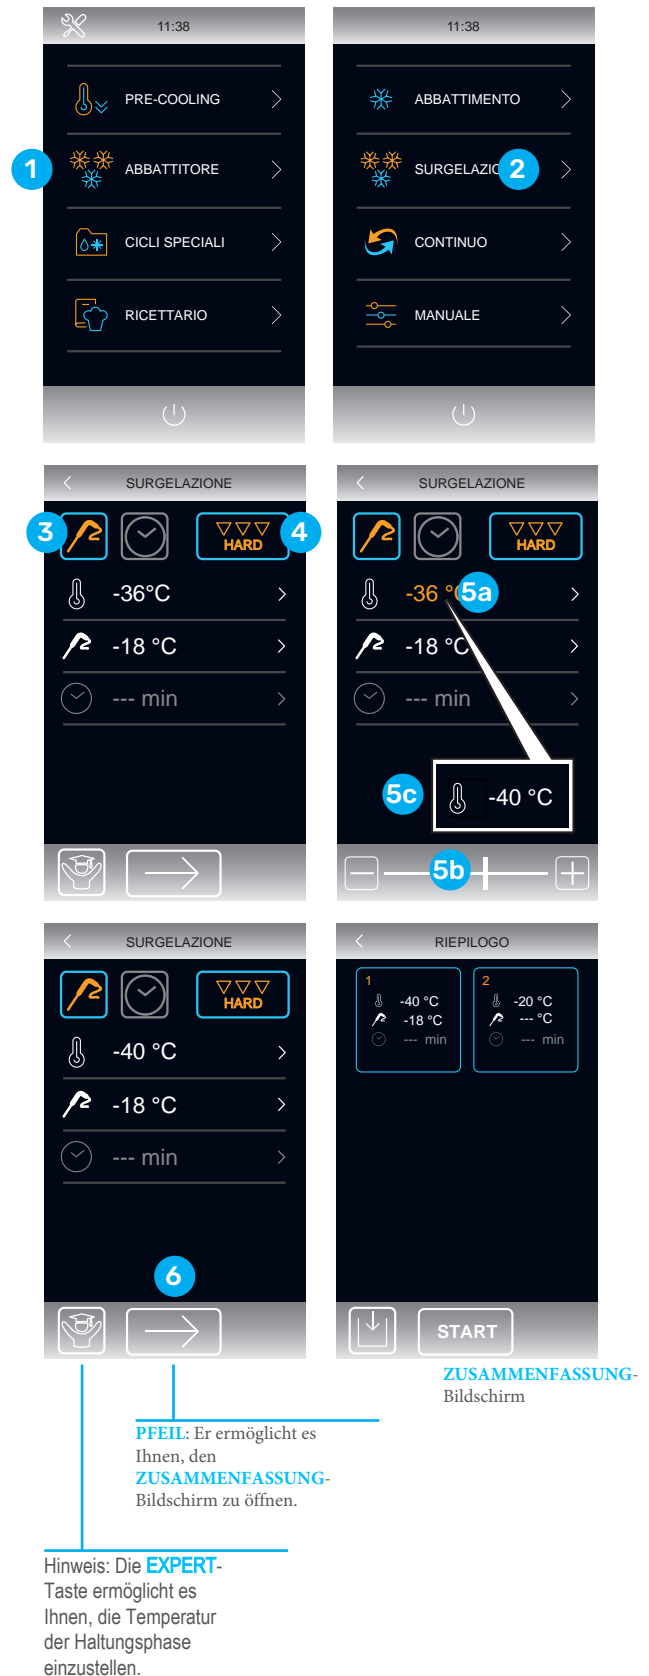 11:38
PRE-COOLING
1
ABBATTITORE
CICLI SPECIALI
RICETTARIO
11:38
ABBATTIMENTO
SURGELAZIO
2
CONTINUO
MANUALE
SURGELAZIONE
3
HARD
4
-36°C
-18 °C
--- min
SURGELAZIONE
HARD
-36 °
5a
-18 °C
--- min
5c
-40 °C
5b
SURGELAZIONE
HARD
-40 °C
-18 °C
--- min
6
RIEPILOGO
1
-40 °C
-18 °C
--- min
2
-20 °C
--- °C
--- min
START
ZUSAMMENFASSUNG-
Bildschirm
PFEIL: Er ermöglicht es
Ihnen, den
ZUSAMMENFASSUNG-
Bildschirm zu öffnen.
Hinweis: Die EXPERT-
Taste ermöglicht es
Ihnen, die Temperatur
der Haltungsphase
einzustellen.